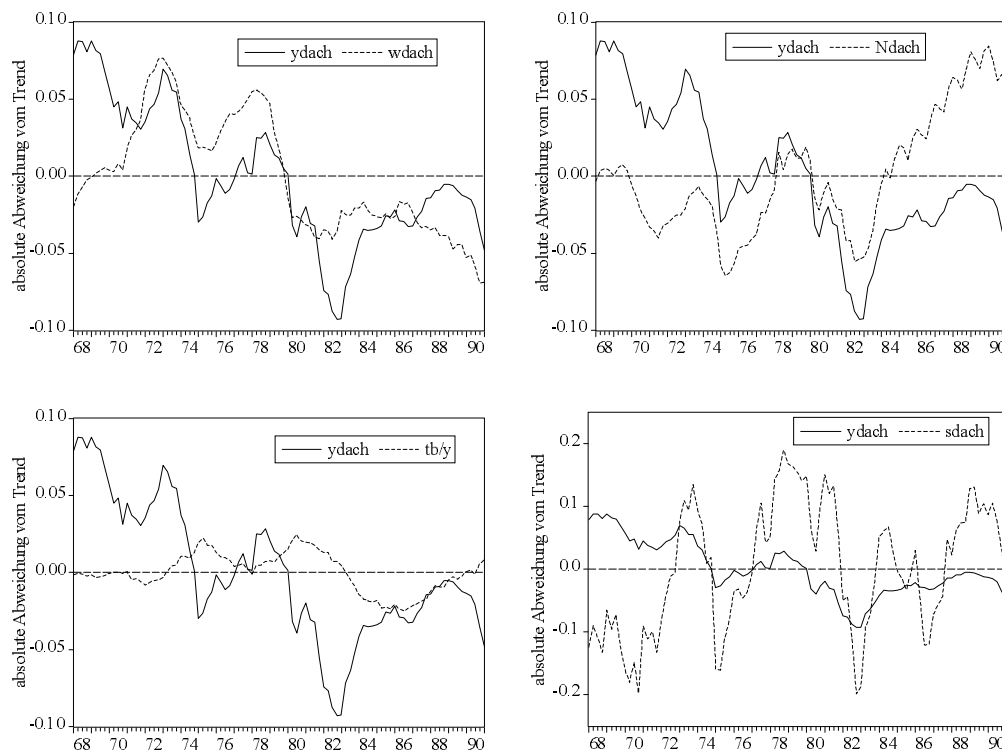 0.10
0.05
0.00
-0.05
-0.10
absolute Abweichung vom Trend
ydach wdach
68 70 72 74 76 78 80 82 84 86 88 90
0.10
0.05
0.00
-0.05
-0.10
absolute Abweichung vom Trend
ydach Ndach
68 70 72 74 76 78 80 82 84 86 88 90
0.10
0.05
0.00
-0.05
-0.10
absolute Abweichung vom Trend
ydach tb/y
68 70 72 74 76 78 80 82 84 86 88 90
0.2
0.1
0.0
-0.1
-0.2
absolute Abweichung vom Trend
ydach sdach
68 70 72 74 76 78 80 82 84 86 88 90